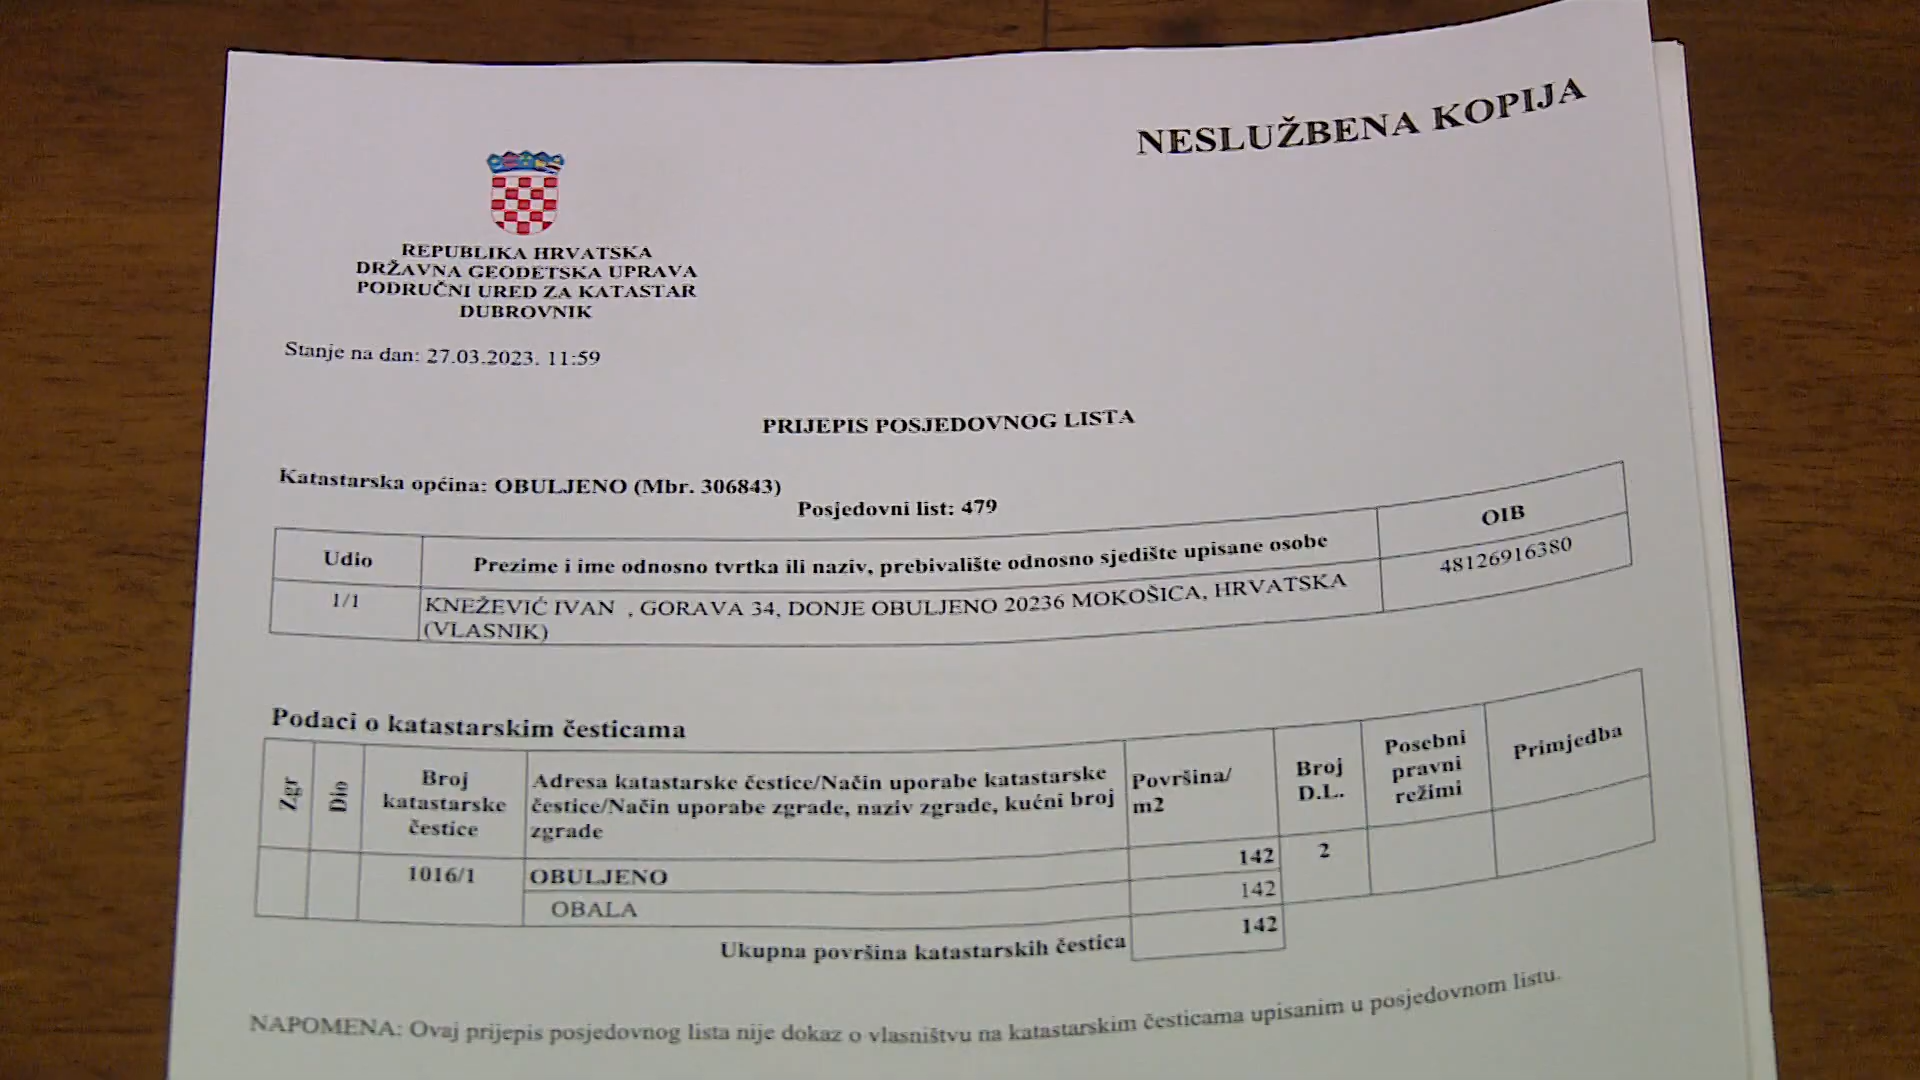 NESLUŽBENA KOPIJA
REPUBLIKA HRVATSKA
DRŽAVNA GEODETSKA UPRAVA
PODRUČNI URED ZA KATASTAR
DUBROVNIK
Stanje na dan: 27.03.2023. 11:59
PRIJEPIS POSJEDOVNOG LISTA
Katastarska općina: OBULJENO (Mbr. 306843)
Posjedovni list: 479
Udio
Prezime i ime odnosno tvrtka ili naziv, prebivalište odnosno sjedište upisane osobe
OIB
1/1
KNEŽEVIĆ IVAN , GORAVA 34, DONJE OBULJENO 20236 MOKOŠICA, HRVATSKA
(VLASNIK)
48126916380
Podaci o katastarskim česticama
Zgr
Dio
Broj
katastarske
čestice
Adresa katastarske čestice/Način uporabe katastarske
čestice/Način uporabe zgrade, naziv zgrade, kućni broj
zgrade
Površina/
m2
Broj
D.L.
Posebni
pravni
režimi
Primjedba
1016/1
OBULJENO
142
2
OBALA
142
Ukupna površina katastarskih čestica
142
NAPOMENA: Ovaj prijepis posjedovnog lista nije dokaz o vlasništvu na katastarskim česticama upisanim u posjedovnom listu.